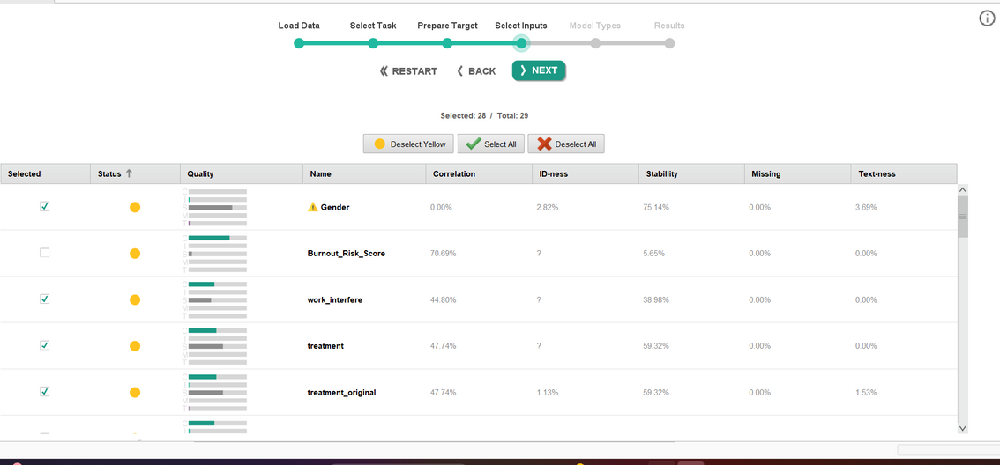 Load Data Select Task Prepare Target Select Inputs Model Types Results
RESTART BACK NEXT
Selected: 28 / Total: 29
Deselect Yellow Select All Deselect All
Selected Status Quality Name Correlation ID-ness Stabillity Missing Text-ness
C I S M T Gender 0.00% 2.82% 75.14% 0.00% 3.69%
C I S M T Burnout_Risk_Score 70.69% ? 5.65% 0.00% 0.00%
C I S M T work_interfere 44.80% ? 38.98% 0.00% 0.00%
C I S M T treatment 47.74% ? 59.32% 0.00% 0.00%
C I S M T treatment_original 47.74% 1.13% 59.32% 0.00% 1.53%
C I